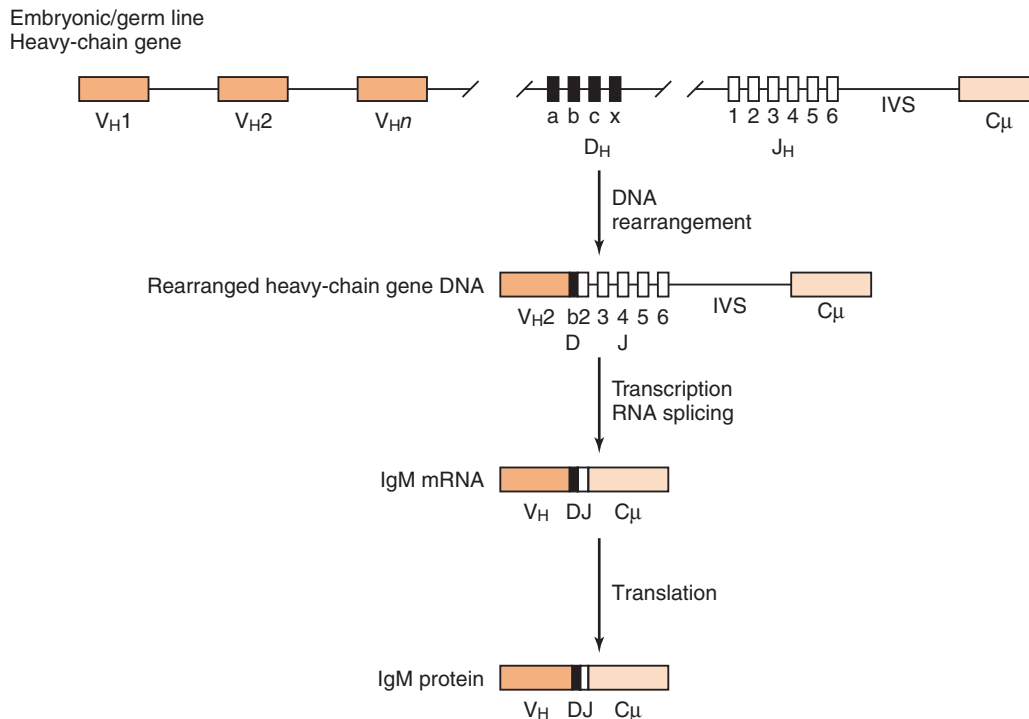 Embryonic/germ line
Heavy-chain gene
V_H1 V_H2 V_Hn a b c x 1 2 3 4 5 6 IVS Cμ
D_H J_H
DNA
rearrangement
Rearranged heavy-chain gene DNA
V_H2 b2 3 4 5 6 IVS Cμ
D J
Transcription
RNA splicing
IgM mRNA
V_H DJ Cμ
Translation
IgM protein
V_H DJ Cμ